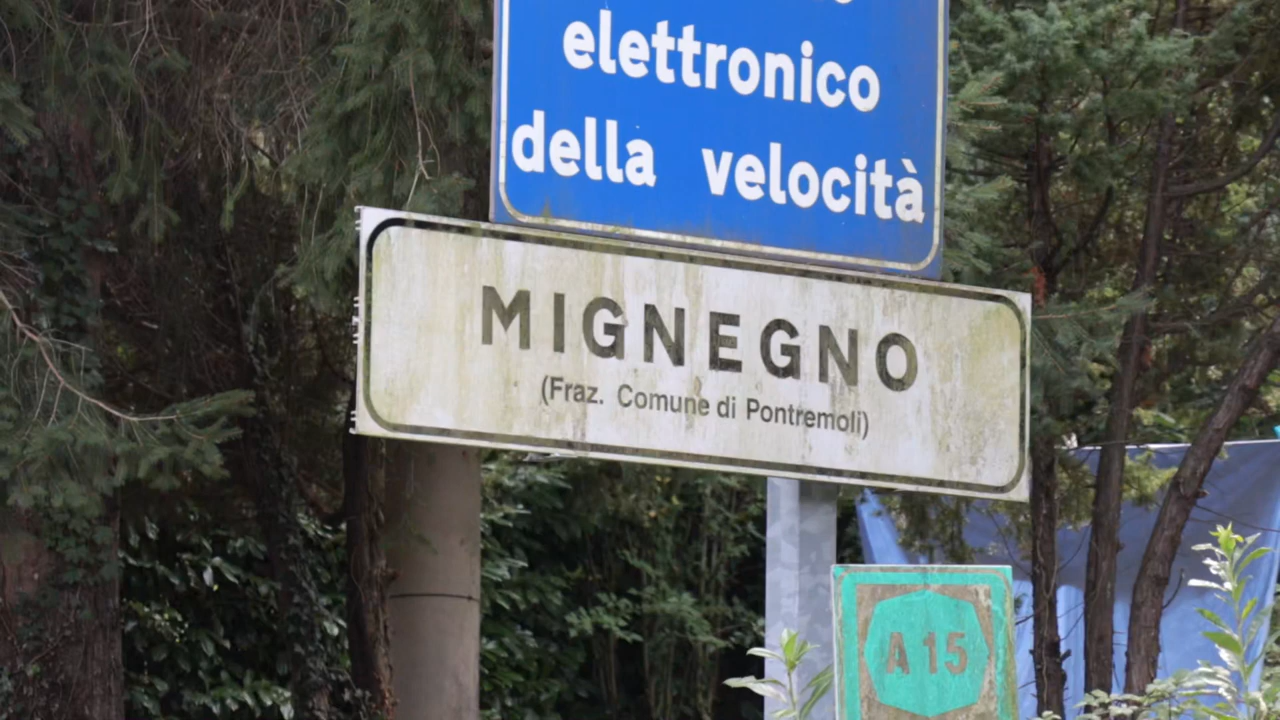 elettronico
della velocità
MIGNEGNO
(Fraz. Comune di Pontremoli)
A 15